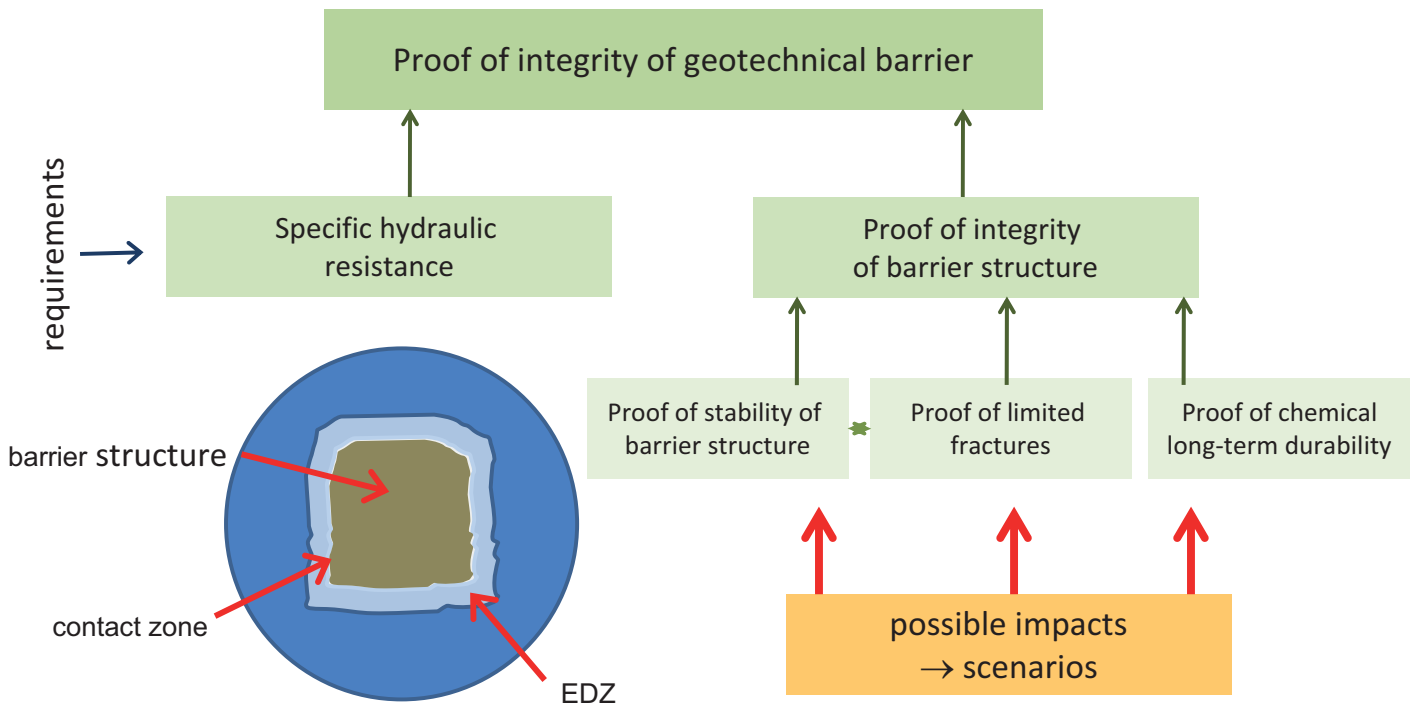 Proof of integrity of geotechnical barrier
requirements
Specific hydraulic
resistance
Proof of integrity
of barrier structure
Proof of stability of
barrier structure
Proof of limited
fractures
Proof of chemical
long-term durability
barrier structure
contact zone
EDZ
possible impacts
→ scenarios